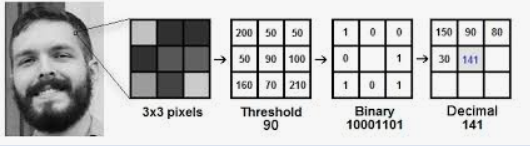 200 50 50
50 90 100
160 70 210
1 0 0
0 1
1 0 1
150 90 80
30 141
3x3 pixels
Threshold
90
Binary
10001101
Decimal
141